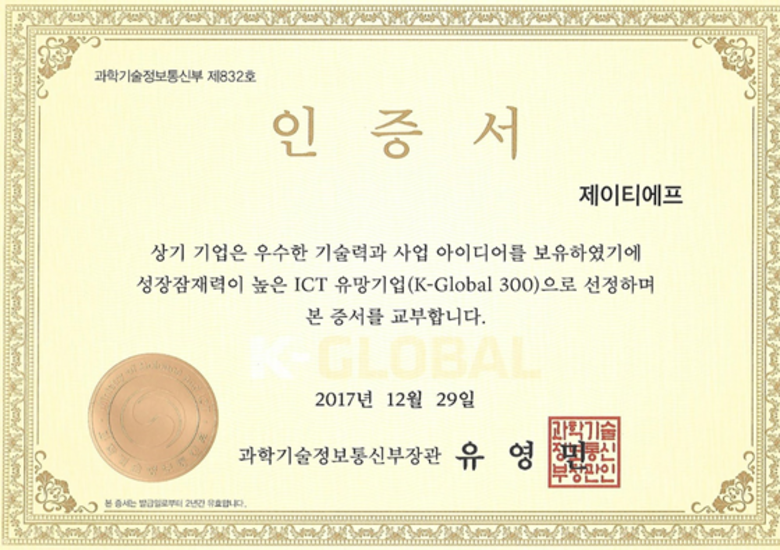 과학기술정보통신부 제832호
인 증 서
제이티에프
상기 기업은 우수한 기술력과 사업 아이디어를 보유하였기에
성장잠재력이 높은 ICT 유망기업(K-Global 300)으로 선정하며
본 증서를 교부합니다.
K-GLOBAL
2017년 12월 29일
과학기술정보통신부장관 유 영 민
과학기술
정보통신
부장관인
본 증서는 발급일로부터 2년간 유효합니다.